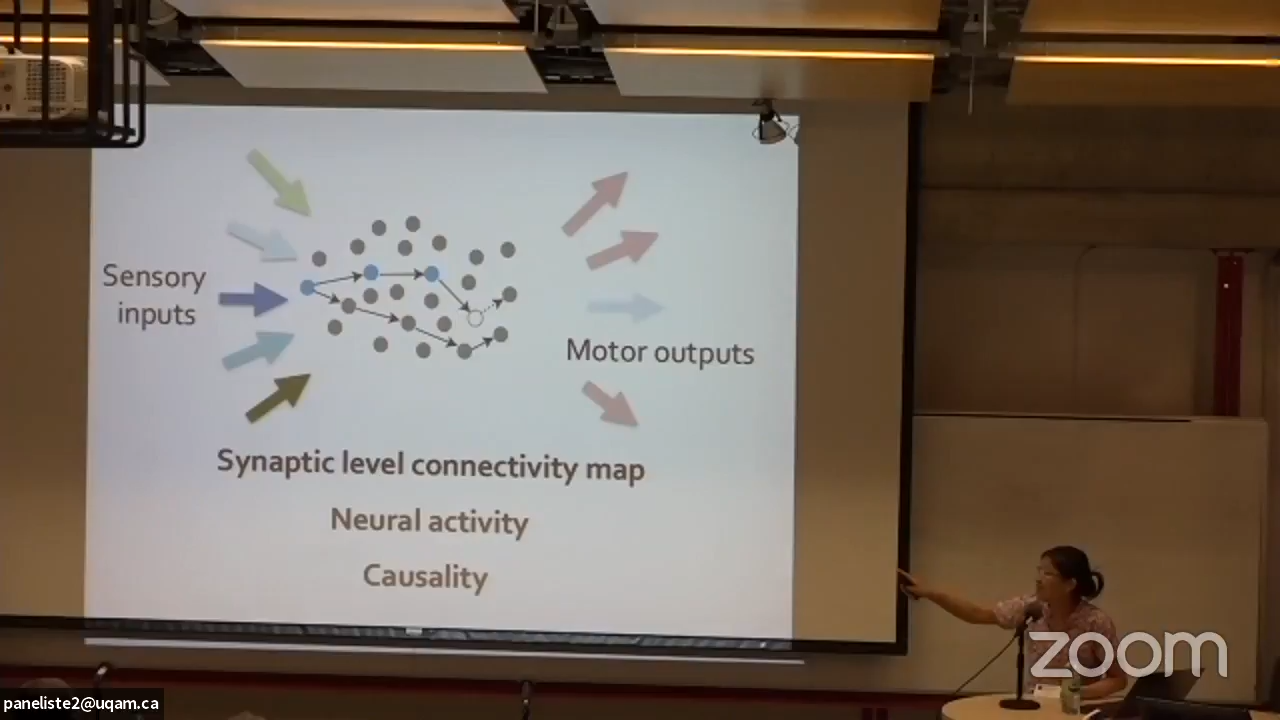 Sensory
inputs
Motor outputs
Synaptic level connectivity map
Neural activity
Causality
zoom
paneliste2@uqam.ca